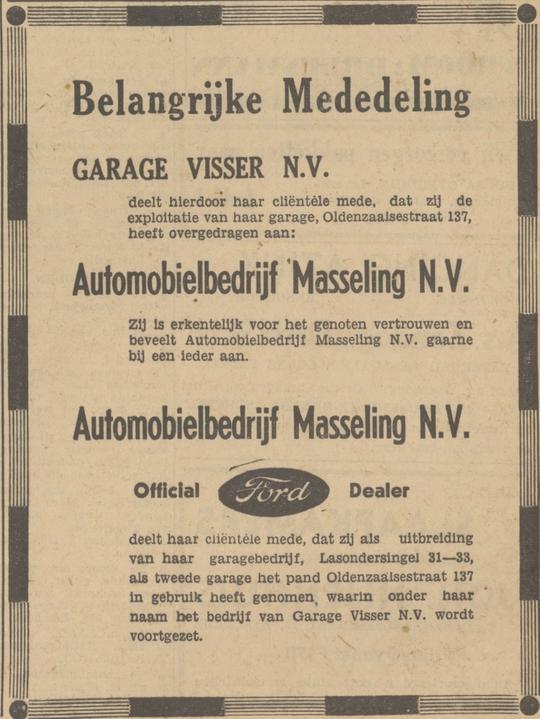 Belangrijke Mededeling
GARAGE VISSER N.V.
deelt hierdoor haar cliëntèle mede, dat zij de
exploitatie van haar garage, Oldenzaalsestraat 137,
heeft overgedragen aan:
Automobielbedrijf Masseling N.V.
Zij is erkentelijk voor het genoten vertrouwen en
beveelt Automobielbedrijf Masseling N.V. gaarne
bij een ieder aan.
Automobielbedrijf Masseling N.V.
Official Ford Dealer
deelt haar cliëntèle mede, dat zij als uitbreiding
van haar garagebedrijf, Lasondersingel 31—33,
als tweede garage het pand Oldenzaalsestraat 137
in gebruik heeft genomen, waarin onder haar
naam het bedrijf van Garage Visser N.V. wordt
voortgezet.